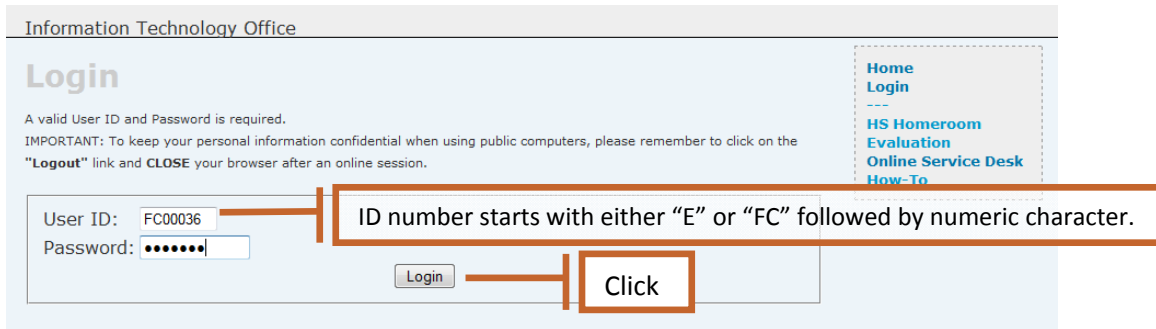 Information Technology Office
Login
A valid User ID and Password is required.
IMPORTANT: To keep your personal information confidential when using public computers, please remember to click on the
"Logout" link and CLOSE your browser after an online session.
User ID: FC00036
Password: •••••••
Login
ID number starts with either “E” or “FC” followed by numeric character.
Click
Home
Login
---
HS Homeroom
Evaluation
Online Service Desk
How-To